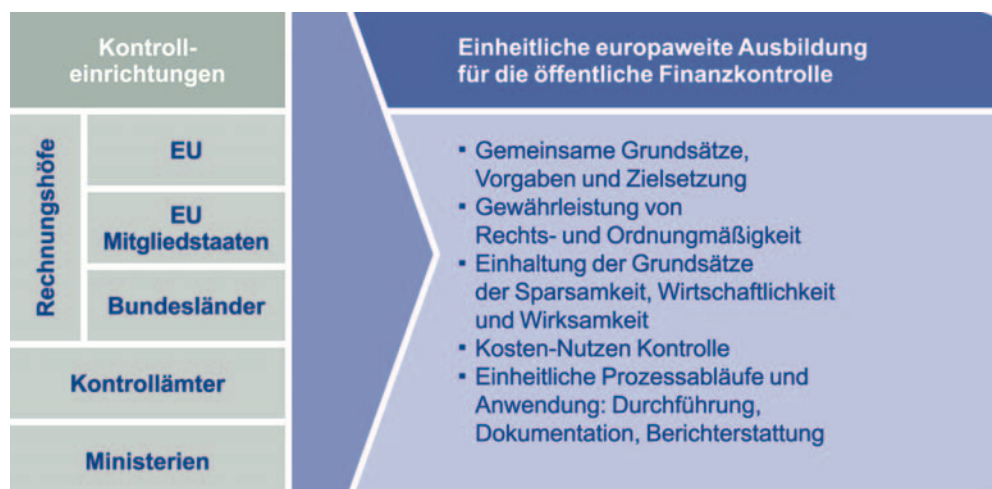 Kontroll-
einrichtungen
Rechnungshöfe
EU
EU
Mitgliedstaaten
Bundesländer
Kontrollämter
Ministerien
Einheitliche europaweite Ausbildung
für die öffentliche Finanzkontrolle
▪ Gemeinsame Grundsätze,
Vorgaben und Zielsetzung
▪ Gewährleistung von
Rechts- und Ordnungmäßigkeit
▪ Einhaltung der Grundsätze
der Sparsamkeit, Wirtschaftlichkeit
und Wirksamkeit
▪ Kosten-Nutzen Kontrolle
▪ Einheitliche Prozessabläufe und
Anwendung: Durchführung,
Dokumentation, Berichterstattung